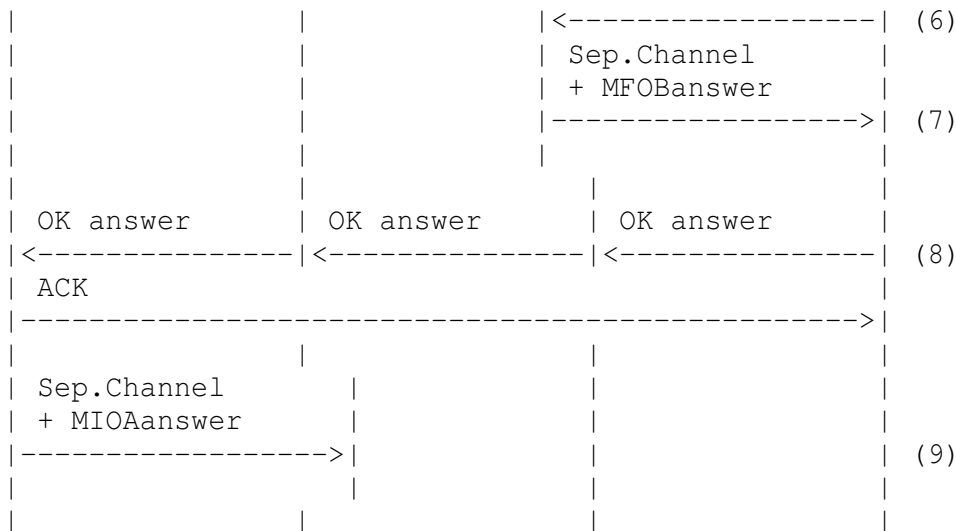 |                |             |<------------------| (6)
|                |             | Sep.Channel       |
|                |             | + MFOBanswer      |
|                |             |------------------>| (7)
|                |             |                   |
|                |                |                |
| OK answer      | OK answer      | OK answer      |
|<---------------|<---------------|<---------------| (8)
| ACK                                              |
|------------------------------------------------->|
|                |                |                |
| Sep.Channel       |             |                |
| + MIOAanswer      |             |                |
|------------------>|             |                | (9)
|                   |             |                |
|                |                |                |